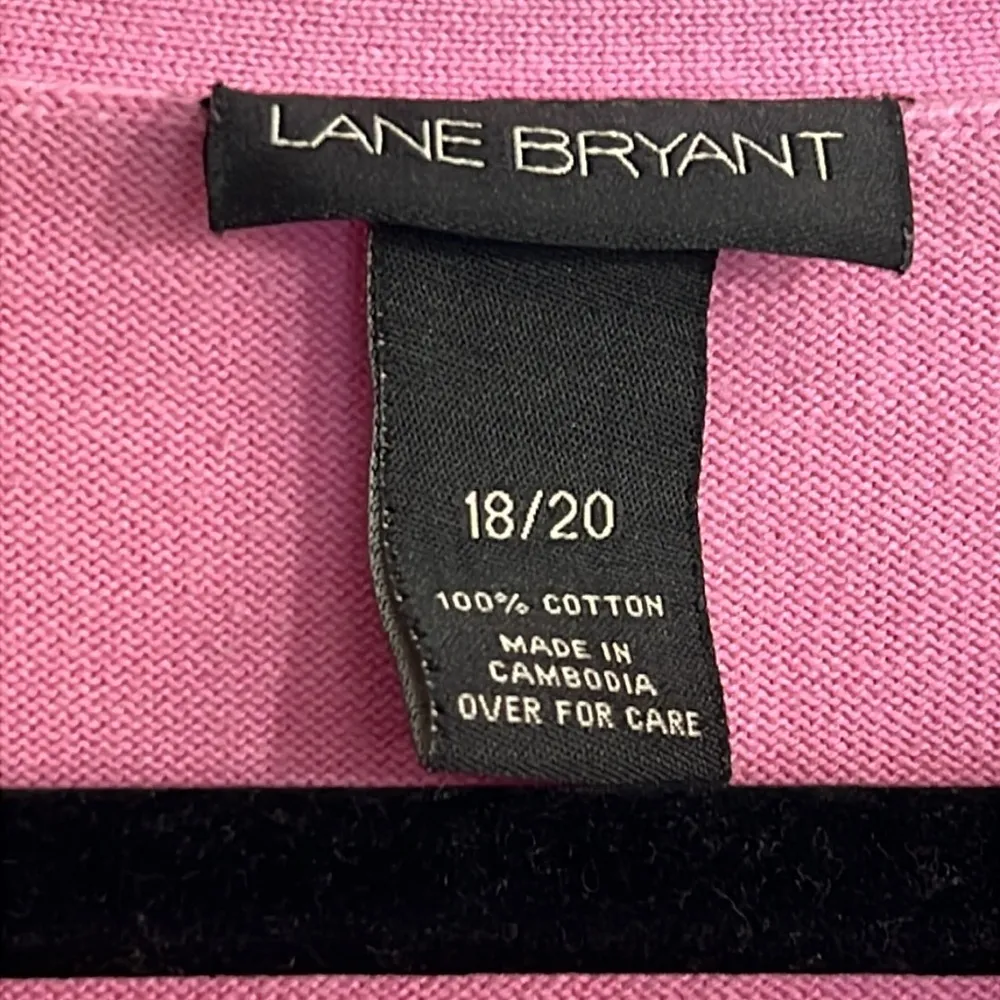 LANE BRYANT
18/20
100% COTTON
MADE IN
CAMBODIA
OVER FOR CARE